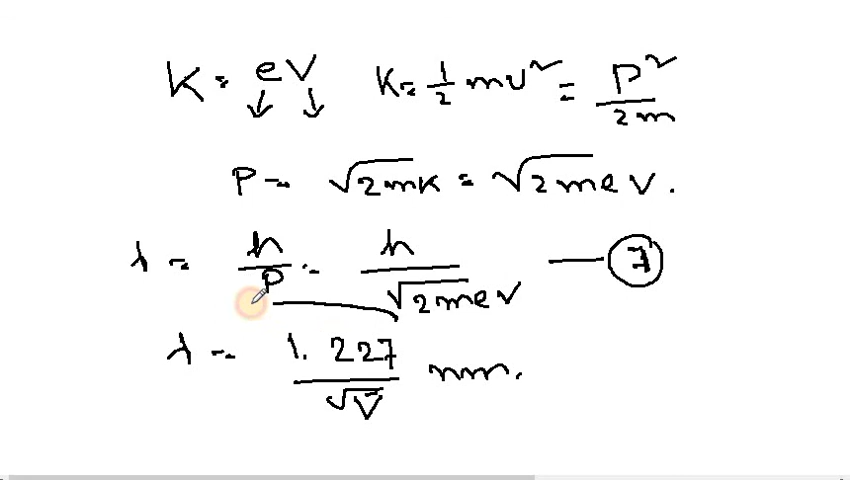 K = eV K = 1/2 mv² = P²/2m
P = √2mK = √2meV.
λ = h/P = h/√2meV — 7
λ = 1.227/√V nm.